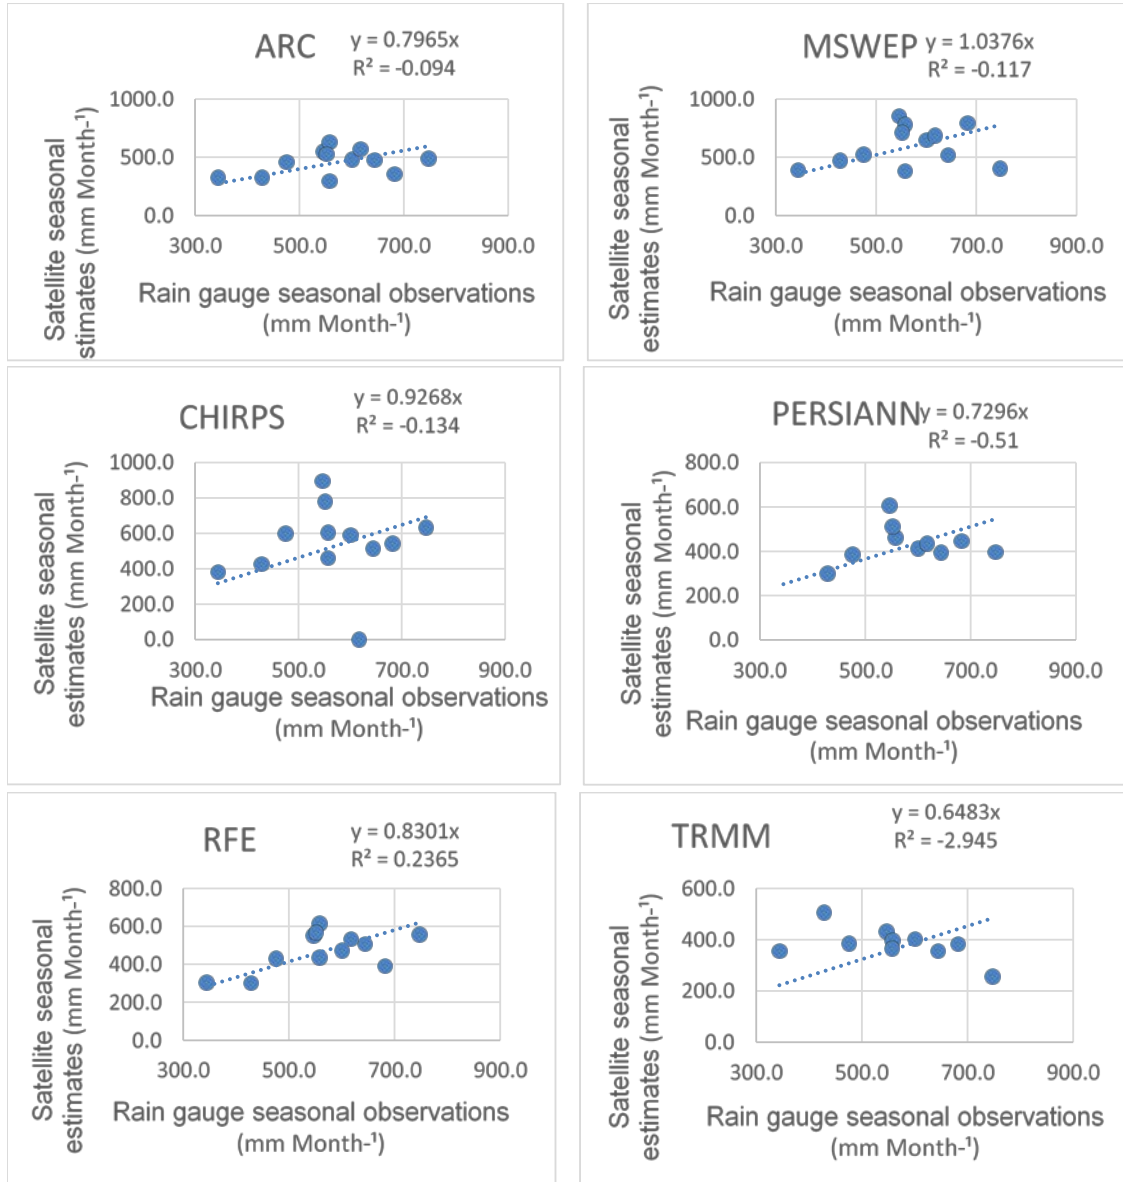 ARC
y = 0.7965x
R² = -0.094
Satellite seasonal
stimates (mm Month-¹)
1000.0
500.0
0.0
300.0 500.0 700.0 900.0
Rain gauge seasonal observations
(mm Month-¹)
MSWEP
y = 1.0376x
R² = -0.117
Satellite seasonal
estimates (mm Month-¹)
1000.0
500.0
0.0
300.0 500.0 700.0 900.0
Rain gauge seasonal observations
(mm Month-¹)
CHIRPS
y = 0.9268x
R² = -0.134
Satellite seasonal
estimates (mm Month-¹)
1000.0
800.0
600.0
400.0
200.0
0.0
300.0 500.0 700.0 900.0
Rain gauge seasonal observations
(mm Month-¹)
PERSIANN
y = 0.7296x
R² = -0.51
Satellite seasonal
estimates (mm Month-¹)
800.0
600.0
400.0
200.0
0.0
300.0 500.0 700.0 900.0
Rain gauge seasonal observations
(mm Month-¹)
RFE
y = 0.8301x
R² = 0.2365
Satellite seasonal
estimates (mm Month-¹)
800.0
600.0
400.0
200.0
0.0
300.0 500.0 700.0 900.0
Rain gauge seasonal observations
(mm Month-¹)
TRMM
y = 0.6483x
R² = -2.945
Satellite seasonal
estimates (mm Month-¹)
600.0
400.0
200.0
0.0
300.0 500.0 700.0 900.0
Rain gauge seasonal observations
(mm Month-¹)